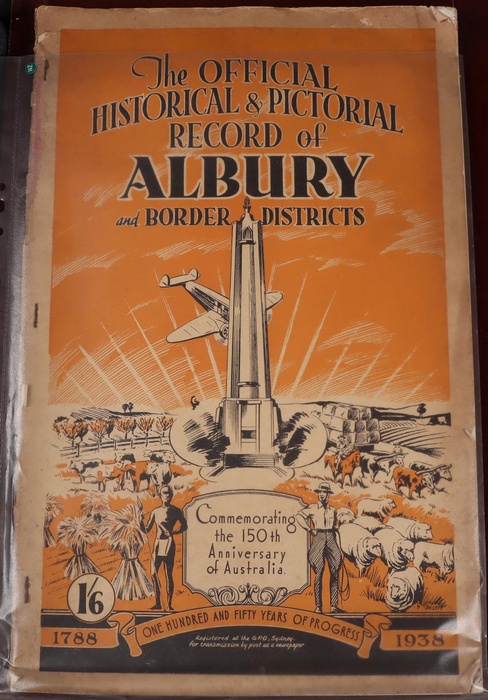 The OFFICIAL
HISTORICAL & PICTORIAL
RECORD of
ALBURY
and BORDER DISTRICTS
Commemorating
the 150th
Anniversary
of Australia.
1'6
ONE HUNDRED AND FIFTY YEARS OF PROGRESS
1788
1938
Registered at the G.P.O., Sydney
for transmission by post as a newspaper